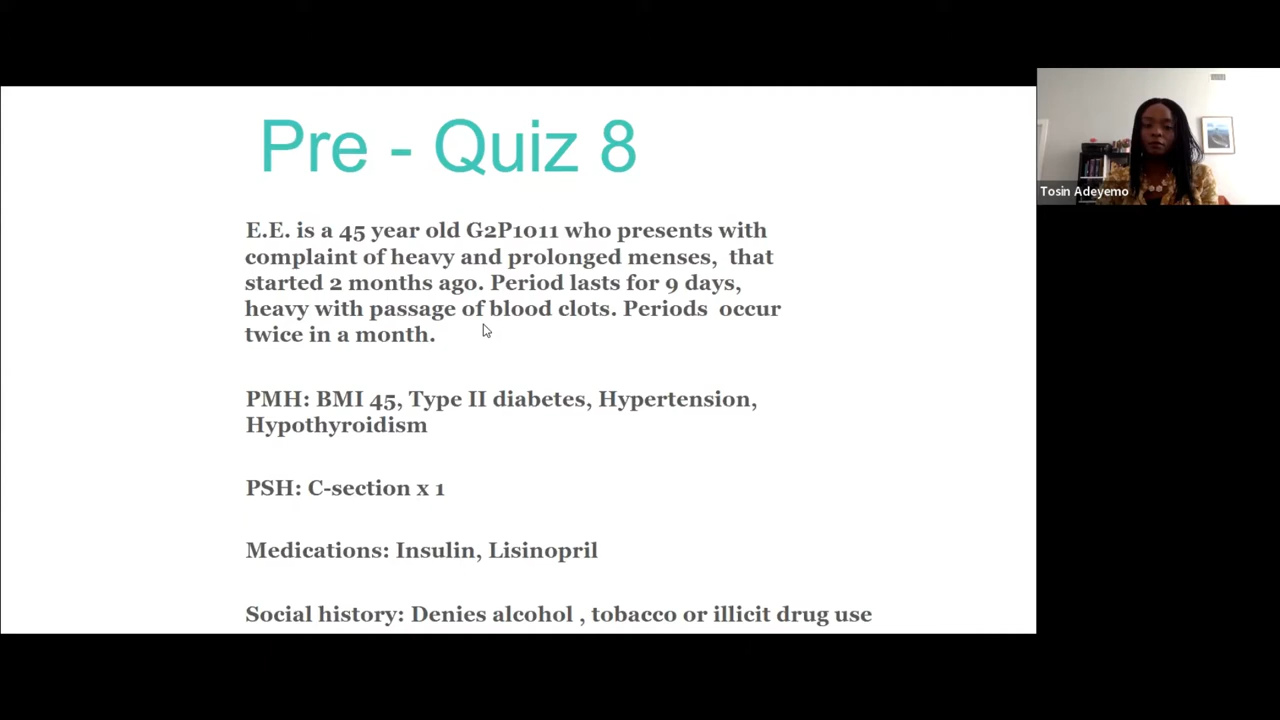 Pre - Quiz 8
E.E. is a 45 year old G2P1011 who presents with
complaint of heavy and prolonged menses, that
started 2 months ago. Period lasts for 9 days,
heavy with passage of blood clots. Periods occur
twice in a month.
PMH: BMI 45, Type II diabetes, Hypertension,
Hypothyroidism
PSH: C-section x 1
Medications: Insulin, Lisinopril
Social history: Denies alcohol , tobacco or illicit drug use
Tosin Adeyemo